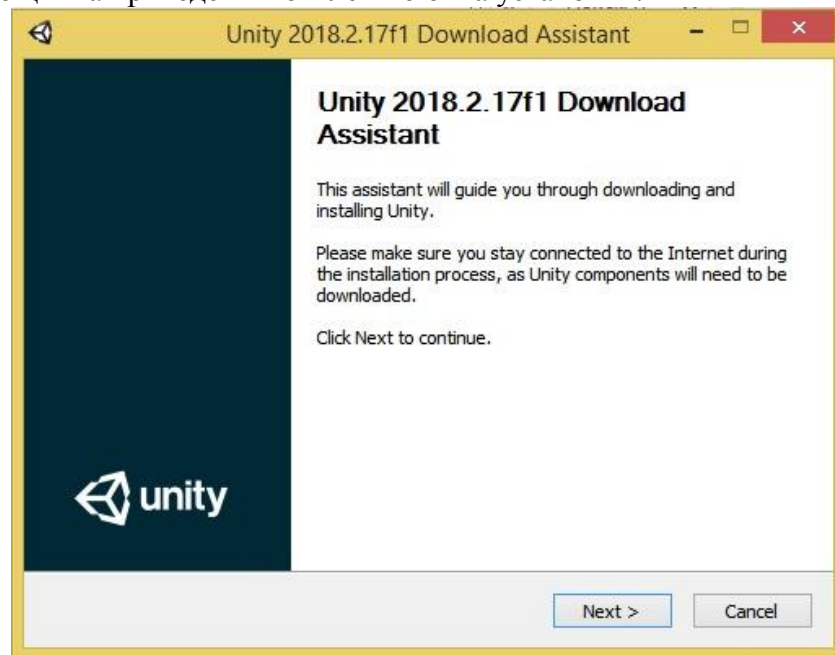 Unity 2018.2.17f1 Download Assistant
Unity 2018.2.17f1 Download
Assistant
This assistant will guide you through downloading and
installing Unity.
Please make sure you stay connected to the Internet during
the installation process, as Unity components will need to be
downloaded.
Click Next to continue.
unity
Next >
Cancel